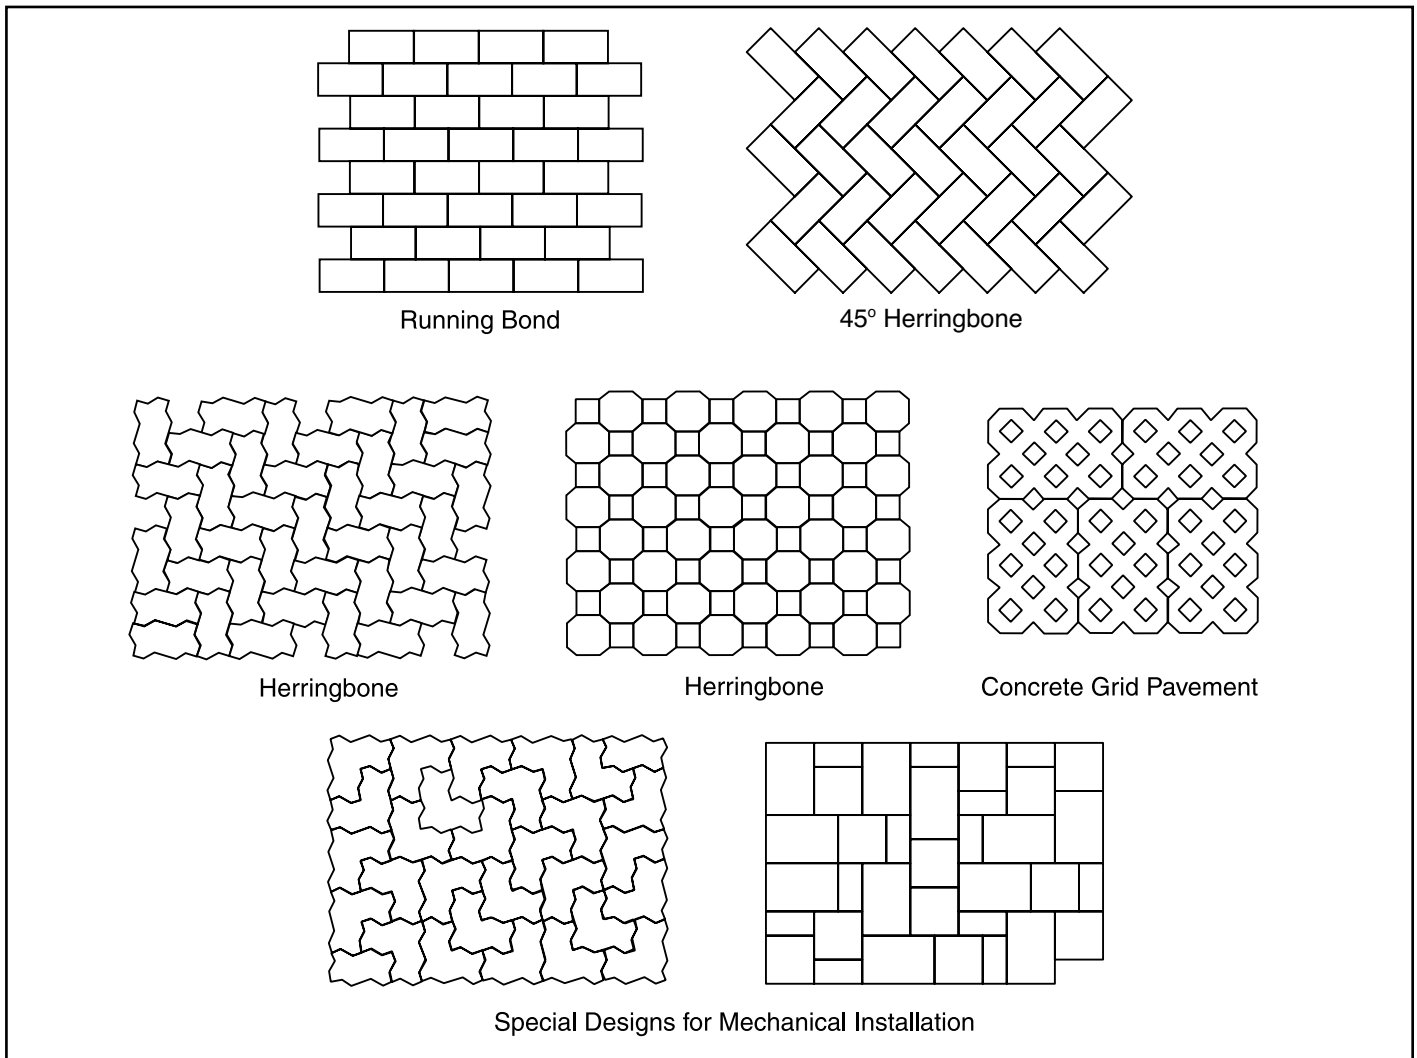 Running Bond
45° Herringbone
Herringbone
Herringbone
Concrete Grid Pavement
Special Designs for Mechanical Installation